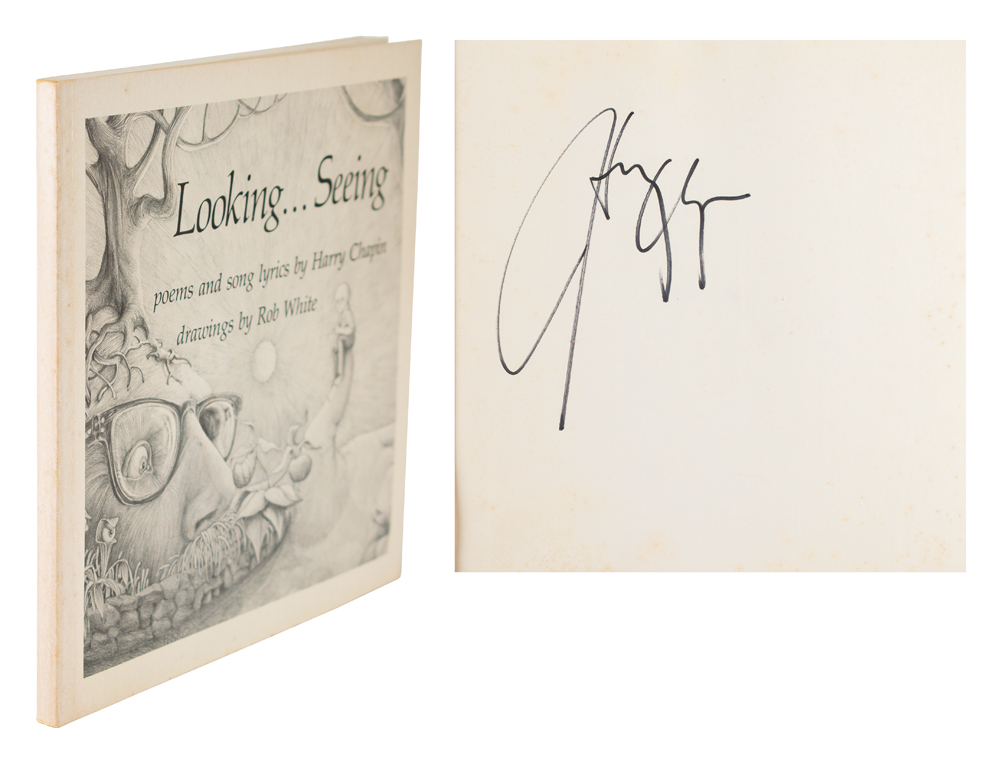 Looking... Seeing
poems and song lyrics by Harry Chapin
drawings by Rob White